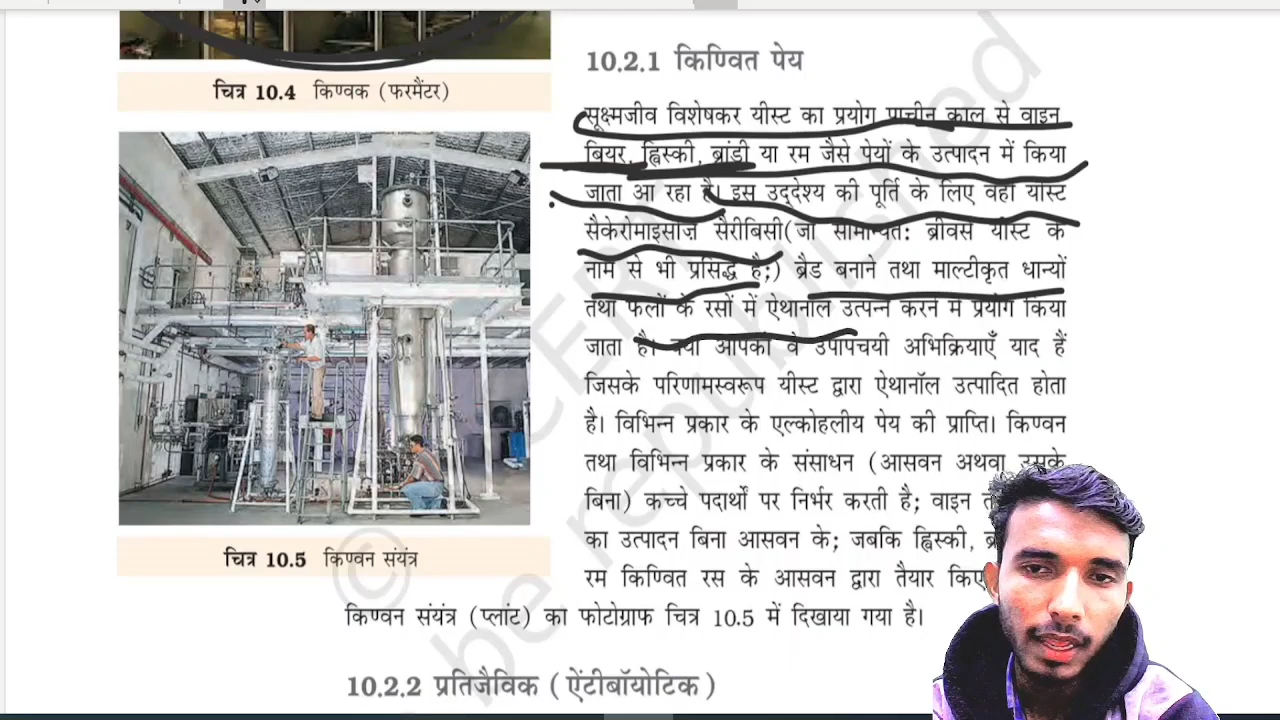 चित्र 10.4 किण्वक (फरमैंटर)
10.2.1 किण्वित पेय
सूक्ष्मजीव विशेषकर यीस्ट का प्रयोग प्राचीन काल से वाइन
बियर, ह्विस्की, ब्रांडी या रम जैसे पेयों के उत्पादन में किया
जाता आ रहा है। इस उद्देश्य की पूर्ति के लिए वही यीस्ट
सैकेरोमाइसीज सैरीबिसी (जो सामान्यत: ब्रीवर्स यीस्ट के
नाम से भी प्रसिद्ध है;) ब्रैड बनाने तथा माल्टीकृत धान्यों
तथा फलों के रसों में ऐथानॉल उत्पन्न करने में प्रयोग किया
जाता है। क्या आपको वे उपापचयी अभिक्रियाएँ याद हैं
जिसके परिणामस्वरूप यीस्ट द्वारा ऐथानॉल उत्पादित होता
है। विभिन्न प्रकार के एल्कोहलीय पेय की प्राप्ति। किण्वन
तथा विभिन्न प्रकार के संसाधन (आसवन अथवा उसके
बिना) कच्चे पदार्थों पर निर्भर करती है; वाइन
का उत्पादन बिना आसवन के; जबकि ह्विस्की,
रम किण्वित रस के आसवन द्वारा तैयार
किण्वन संयंत्र (प्लांट) का फोटोग्राफ चित्र 10.5 में दिखाया गया है।
चित्र 10.5 किण्वन संयंत्र
10.2.2 प्रतिजैविक (ऐंटीबॉयोटिक)
© be republished